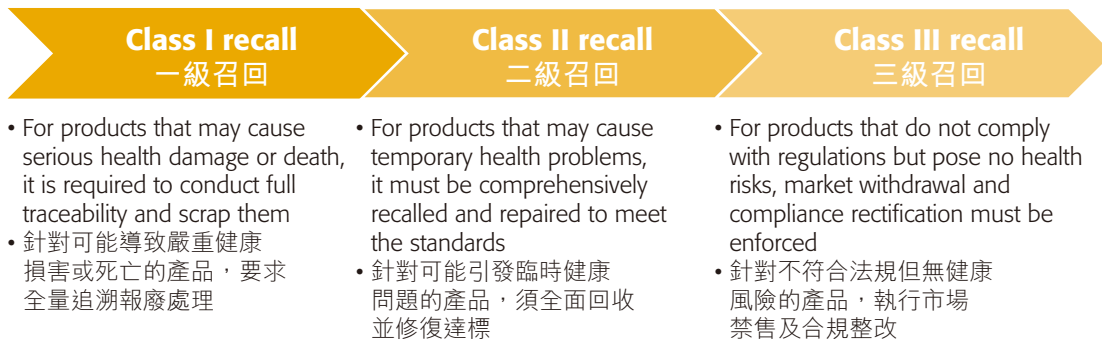 Class I recall
一級召回
Class II recall
二級召回
Class III recall
三級召回
• For products that may cause
serious health damage or death,
it is required to conduct full
traceability and scrap them
• 針對可能導致嚴重健康
損害或死亡的產品，要求
全量追溯報廢處理
• For products that may cause
temporary health problems,
it must be comprehensively
recalled and repaired to meet
the standards
• 針對可能引發臨時健康
問題的產品，須全面回收
並修復達標
• For products that do not comply
with regulations but pose no health
risks, market withdrawal and
compliance rectification must be
enforced
• 針對不符合法規但無健康
風險的產品，執行市場
禁售及合規整改